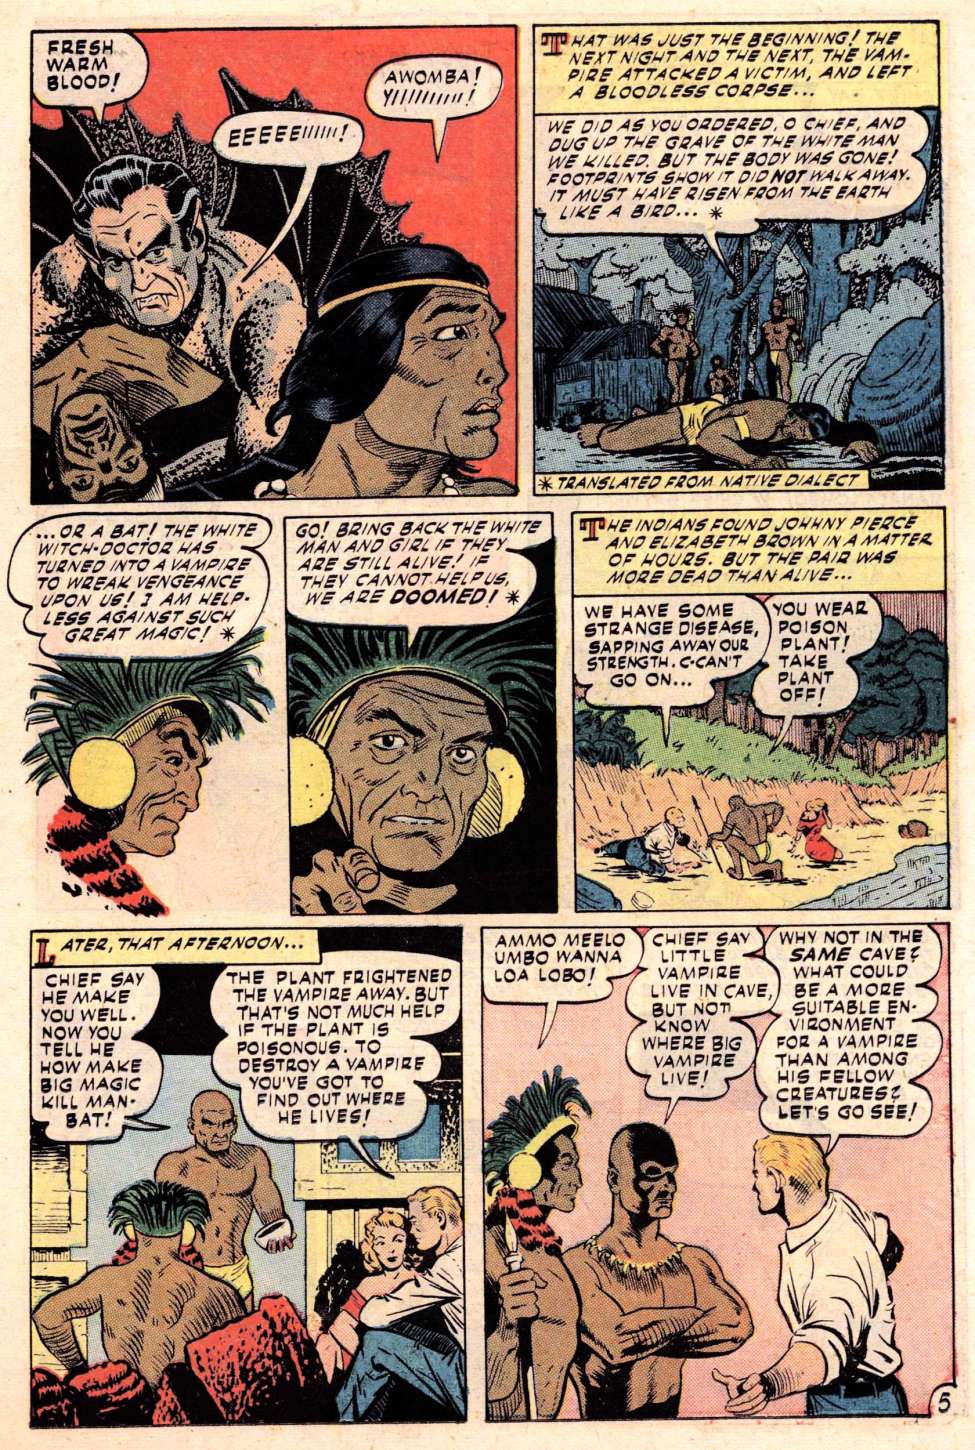 FRESH
WARM
BLOOD!
EEEEEIIIIII!
AWOMBA!
YIIIIIIIIII!
THAT WAS JUST THE BEGINNING! THE
NEXT NIGHT AND THE NEXT, THE VAM-
PIRE ATTACKED A VICTIM, AND LEFT
A BLOODLESS CORPSE...
WE DID AS YOU ORDERED, O CHIEF, AND
DUG UP THE GRAVE OF THE WHITE MAN
WE KILLED. BUT THE BODY WAS GONE!
FOOTPRINTS SHOW IT DID NOT WALK AWAY.
IT MUST HAVE RISEN FROM THE EARTH
LIKE A BIRD... *
* TRANSLATED FROM NATIVE DIALECT
...OR A BAT! THE WHITE
WITCH-DOCTOR HAS
TURNED INTO A VAMPIRE
TO WREAK VENGEANCE
UPON US! I AM HELP-
LESS AGAINST SUCH
GREAT MAGIC! *
GO! BRING BACK THE WHITE
MAN AND GIRL IF THEY
ARE STILL ALIVE! IF
THEY CANNOT HELP US,
WE ARE DOOMED! *
THE INDIANS FOUND JOHNNY PIERCE
AND ELIZABETH BROWN IN A MATTER
OF HOURS. BUT THE PAIR WAS
MORE DEAD THAN ALIVE...
WE HAVE SOME
STRANGE DISEASE,
SAPPING AWAY OUR
STRENGTH. C-CAN'T
GO ON...
YOU WEAR
POISON
PLANT!
TAKE
PLANT
OFF!
LATER, THAT AFTERNOON...
CHIEF SAY
HE MAKE
YOU WELL.
NOW YOU
TELL HE
HOW MAKE
BIG MAGIC
KILL MAN-
BAT!
THE PLANT FRIGHTENED
THE VAMPIRE AWAY. BUT
THAT'S NOT MUCH HELP
IF THE PLANT IS
POISONOUS. TO
DESTROY A VAMPIRE
YOU'VE GOT TO
FIND OUT WHERE
HE LIVES!
AMMO MEELO
UMBO WANNA
LOA LOBO!
CHIEF SAY
LITTLE
VAMPIRE
LIVE IN CAVE,
BUT NOT
KNOW
WHERE BIG
VAMPIRE
LIVE!
WHY NOT IN THE
SAME CAVE?
WHAT COULD
BE A MORE
SUITABLE EN-
VIRONMENT
FOR A VAMPIRE
THAN AMONG
HIS FELLOW
CREATURES?
LET'S GO SEE!
5